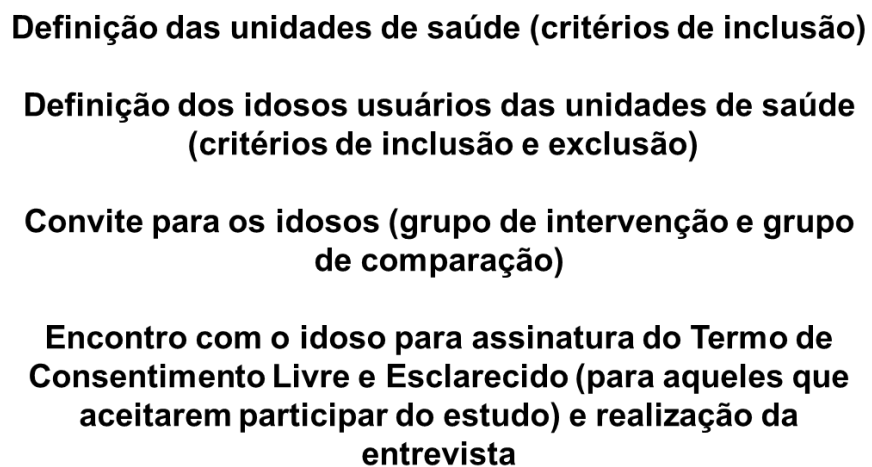 Definição das unidades de saúde (critérios de inclusão)
Definição dos idosos usuários das unidades de saúde
(critérios de inclusão e exclusão)
Convite para os idosos (grupo de intervenção e grupo
de comparação)
Encontro com o idoso para assinatura do Termo de
Consentimento Livre e Esclarecido (para aqueles que
aceitarem participar do estudo) e realização da
entrevista